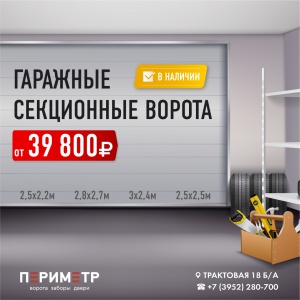 ГАРАЖНЫЕ
В НАЛИЧИИ
СЕКЦИОННЫЕ ВОРОТА
от 39 800₽
2,5х2,2м 2,8х2,7м 3х2,4м 2,5х2,5м
ПЕРИМЕТР
ворота заборы двери
ТРАКТОВАЯ 18 Б/А
+7 (3952) 280-700